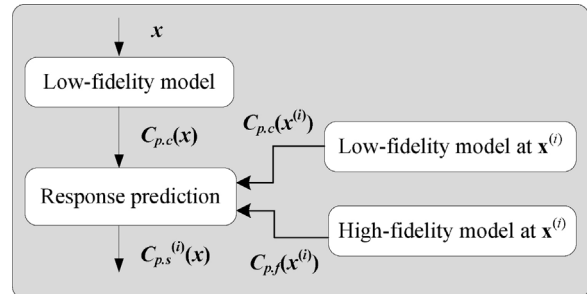 x
Low-fidelity model
C_{p.c}(x)
C_{p.c}(x^{(i)})
Low-fidelity model at x^{(i)}
Response prediction
High-fidelity model at x^{(i)}
C_{p.s}^{(i)}(x)
C_{p.f}(x^{(i)})